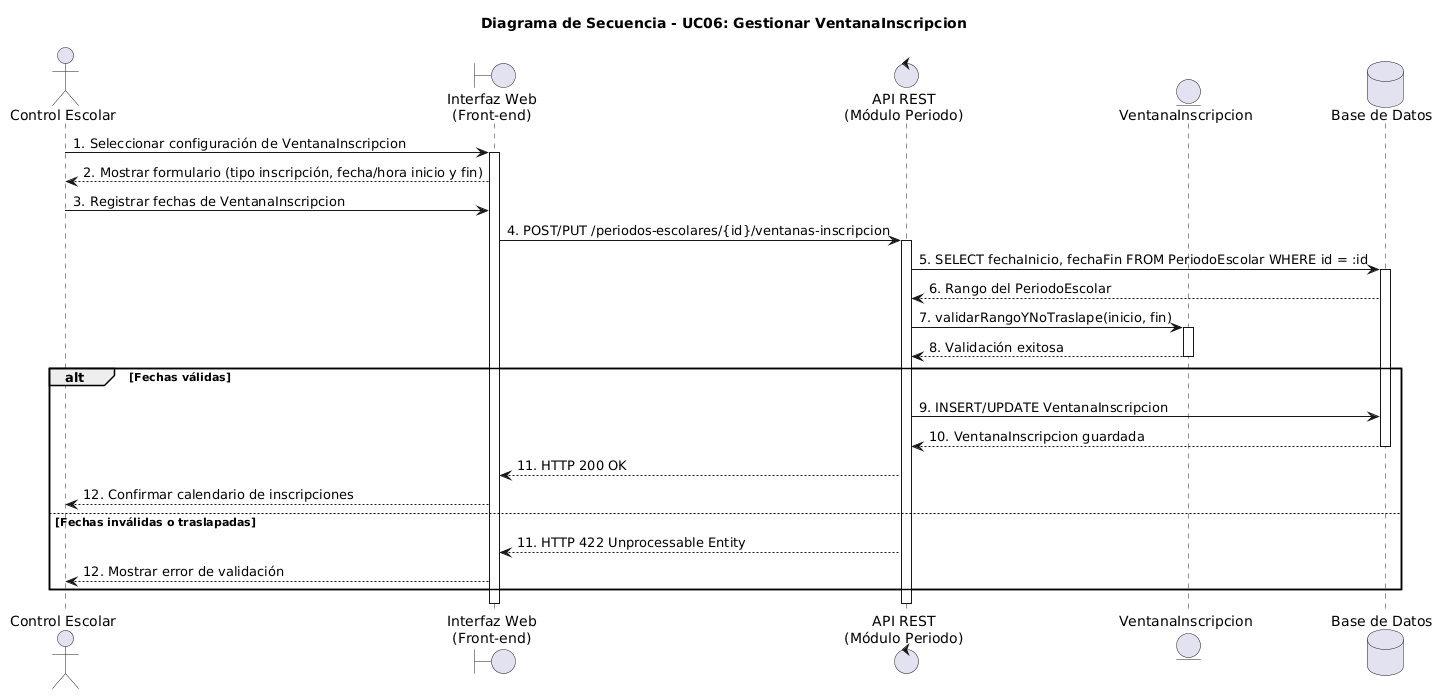 Diagrama de Secuencia - UC06: Gestionar VentanaInscripcion
Control Escolar
Interfaz Web
(Front-end)
API REST
(Módulo Periodo)
VentanaInscripcion
Base de Datos
1. Seleccionar configuración de VentanaInscripcion
2. Mostrar formulario (tipo inscripción, fecha/hora inicio y fin)
3. Registrar fechas de VentanaInscripcion
4. POST/PUT /periodos-escolares/{id}/ventanas-inscripcion
5. SELECT fechaInicio, fechaFin FROM PeriodoEscolar WHERE id = :id
6. Rango del PeriodoEscolar
7. validarRangoYNoTraslape(inicio, fin)
8. Validación exitosa
alt [Fechas válidas]
9. INSERT/UPDATE VentanaInscripcion
10. VentanaInscripcion guardada
11. HTTP 200 OK
12. Confirmar calendario de inscripciones
[Fechas inválidas o traslapadas]
11. HTTP 422 Unprocessable Entity
12. Mostrar error de validación
Control Escolar
Interfaz Web
(Front-end)
API REST
(Módulo Periodo)
VentanaInscripcion
Base de Datos